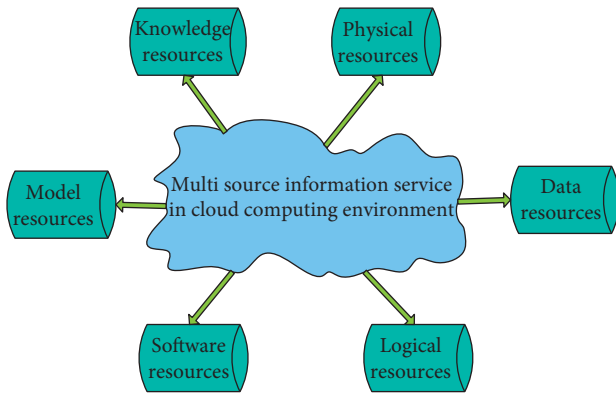 Knowledge
resources
Physical
resources
Multi source information service
in cloud computing environment
Model
resources
Data
resources
Software
resources
Logical
resources